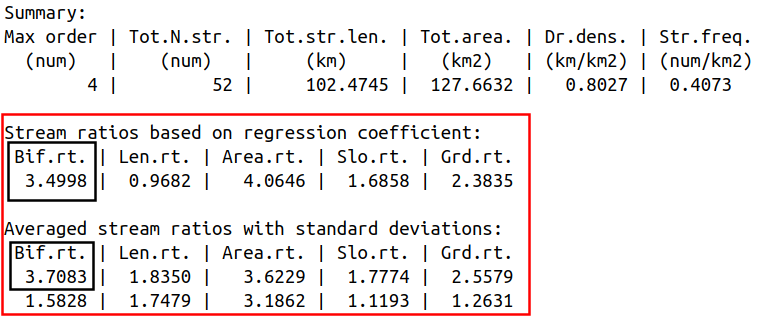 Summary:
Max order | Tot.N.str. | Tot.str.len. | Tot.area. | Dr.dens. | Str.freq.
(num) | (num) | (km) | (km2) | (km/km2) | (num/km2)
4 | 52 | 102.4745 | 127.6632 | 0.8027 | 0.4073
Stream ratios based on regression coefficient:
Bif.rt. | Len.rt. | Area.rt. | Slo.rt. | Grd.rt.
3.4998 | 0.9682 | 4.0646 | 1.6858 | 2.3835
Averaged stream ratios with standard deviations:
Bif.rt. | Len.rt. | Area.rt. | Slo.rt. | Grd.rt.
3.7083 | 1.8350 | 3.6229 | 1.7774 | 2.5579
1.5828 | 1.7479 | 3.1862 | 1.1193 | 1.2631